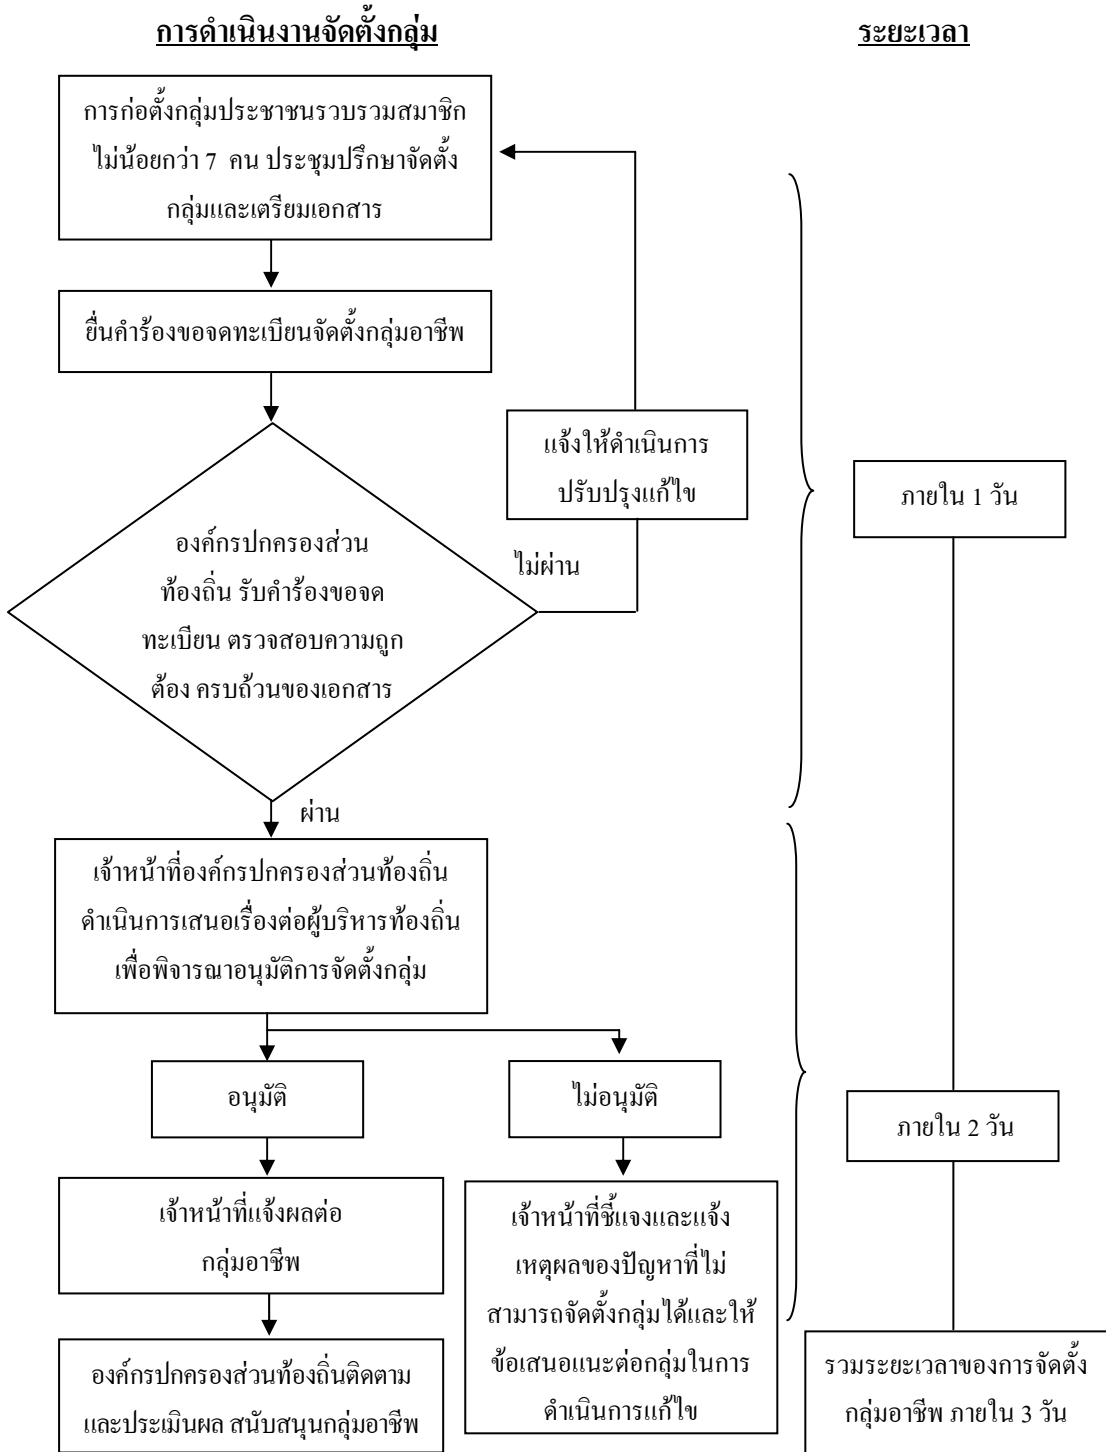 การดำเนินงานจัดตั้งกลุ่ม
ระยะเวลา
การก่อตั้งกลุ่มประชาชนรวบรวมสมาชิก
ไม่น้อยกว่า 7 คน ประชุมปรึกษาจัดตั้ง
กลุ่มและเตรียมเอกสาร
ยื่นคำร้องขอจดทะเบียนจัดตั้งกลุ่มอาชีพ
แจ้งให้ดำเนินการ
ปรับปรุงแก้ไข
ภายใน 1 วัน
องค์กรปกครองส่วน
ท้องถิ่น รับคำร้องขอจด
ทะเบียน ตรวจสอบความถูก
ต้อง ครบถ้วนของเอกสาร
ไม่ผ่าน
ผ่าน
เจ้าหน้าที่องค์กรปกครองส่วนท้องถิ่น
ดำเนินการเสนอเรื่องต่อผู้บริหารท้องถิ่น
เพื่อพิจารณาอนุมัติการจัดตั้งกลุ่ม
อนุมัติ
ไม่อนุมัติ
ภายใน 2 วัน
เจ้าหน้าที่แจ้งผลต่อ
กลุ่มอาชีพ
เจ้าหน้าที่ชี้แจงและแจ้ง
เหตุผลของปัญหาที่ไม่
สามารถจัดตั้งกลุ่มได้และให้
ข้อเสนอแนะต่อกลุ่มในการ
ดำเนินการแก้ไข
องค์กรปกครองส่วนท้องถิ่นติดตาม
และประเมินผล สนับสนุนกลุ่มอาชีพ
รวมระยะเวลาของการจัดตั้ง
กลุ่มอาชีพ ภายใน 3 วัน